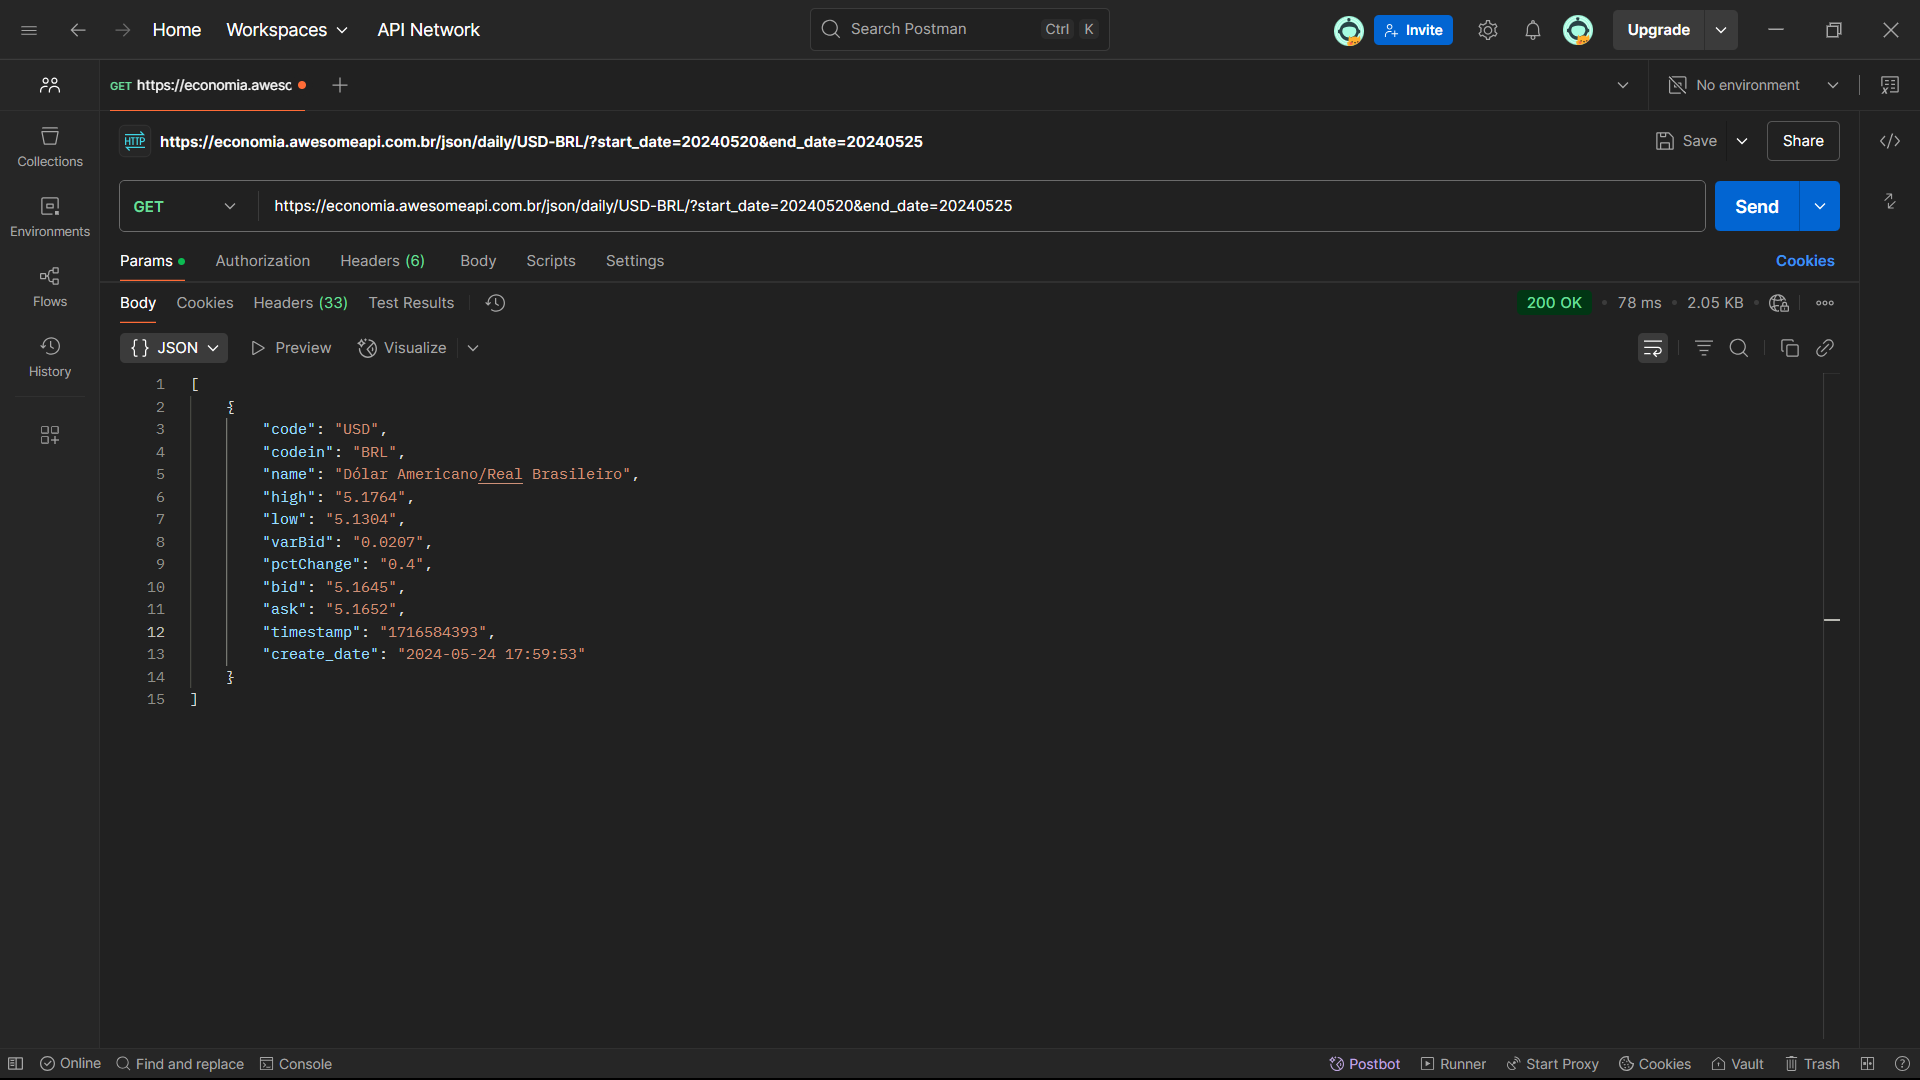 Home Workspaces API Network Search Postman Ctrl K Invite Upgrade
GET https://economia.aweso No environment
HTTP https://economia.awesomeapi.com.br/json/daily/USD-BRL/?start_date=20240520&end_date=20240525 Save Share
Collections
GET https://economia.awesomeapi.com.br/json/daily/USD-BRL/?start_date=20240520&end_date=20240525 Send
Environments
Params Authorization Headers (6) Body Scripts Settings Cookies
Flows
Body Cookies Headers (33) Test Results 200 OK 78 ms 2.05 KB
{} JSON Preview Visualize
History
1 [
2 {
3 "code": "USD",
4 "codein": "BRL",
5 "name": "Dólar Americano/Real Brasileiro",
6 "high": "5.1764",
7 "low": "5.1304",
8 "varBid": "0.0207",
9 "pctChange": "0.4",
10 "bid": "5.1645",
11 "ask": "5.1652",
12 "timestamp": "1716584393",
13 "create_date": "2024-05-24 17:59:53"
14 }
15 ]
Online Find and replace Console Postbot Runner Start Proxy Cookies Vault Trash